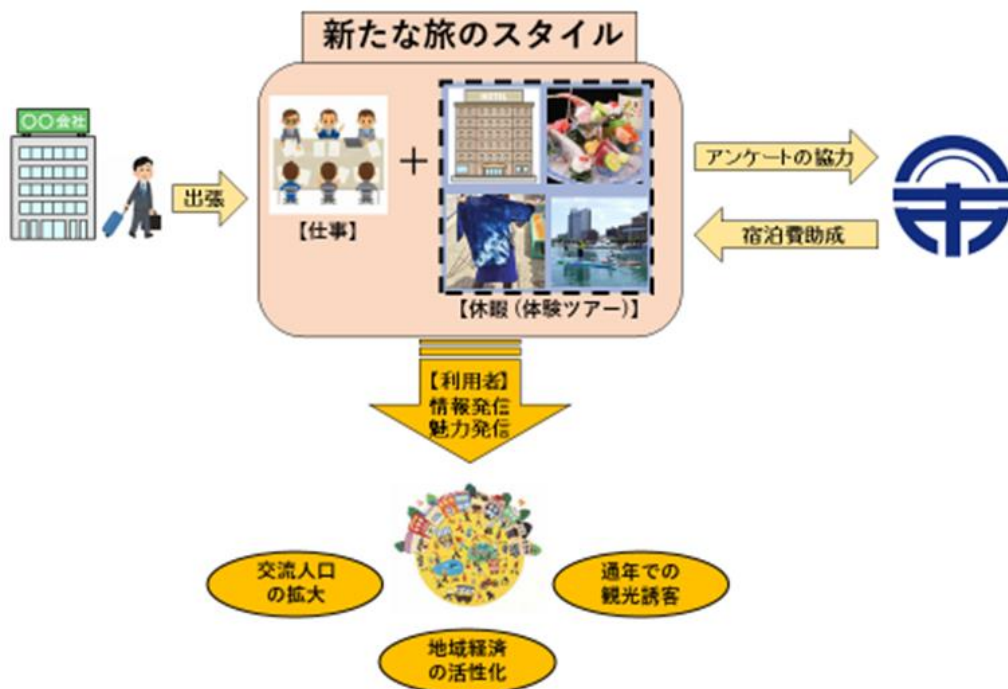 新たな旅のスタイル
〇〇会社
HOTEL
出張
【仕事】
+
【休暇(体験ツアー)】
アンケートの協力
宿泊費助成
【利用者】
情報発信
魅力発信
交流人口
の拡大
通年での
観光誘客
地域経済
の活性化